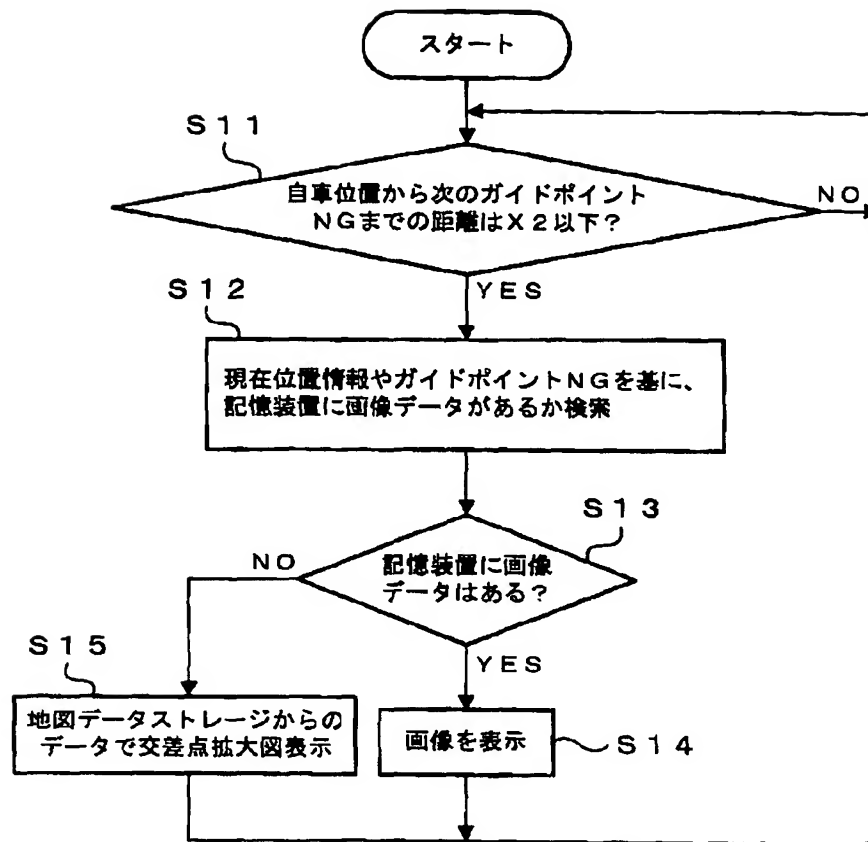 スタート
S11
自車位置から次のガイドポイント
NGまでの距離はX2以下?
NO
YES
S12
現在位置情報やガイドポイントNGを基に、
記憶装置に画像データがあるか検索
S13
NO
記憶装置に画像
データはある?
YES
S15
地図データストレージからの
データで交差点拡大図表示
画像を表示
S14